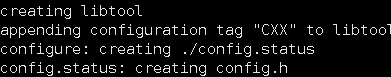 creating libtool
appending configuration tag "CXX" to libtool
configure: creating ./config.status
config.status: creating config.h